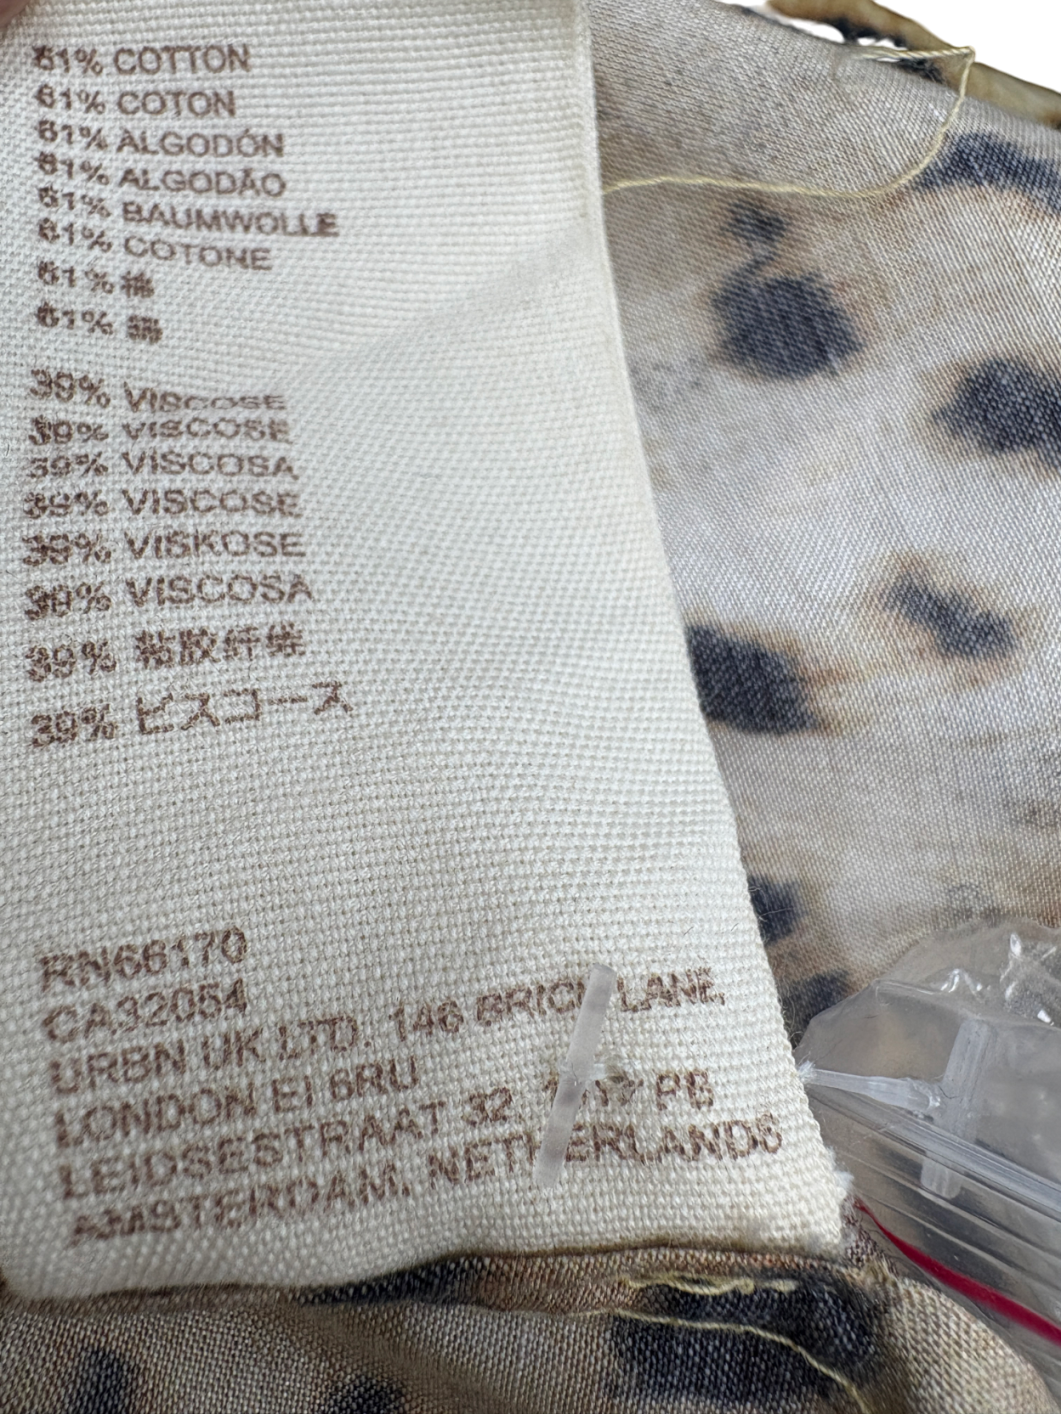 61% COTTON
61% COTON
61% ALGODÓN
61% ALGODÃO
61% BAUMWOLLE
61% COTONE
61% 棉
61% 綿
39% VISCOSE
39% VISCOSE
39% VISCOSA
39% VISCOSE
39% VISKOSE
39% VISCOSA
39% 粘胶纤维
39% ビスコース
RN66170
CA32054
URBN UK LTD. 146 BRICK LANE,
LONDON E1 6RU
LEIDSESTRAAT 32 PB
AMSTERDAM, NETHERLANDS